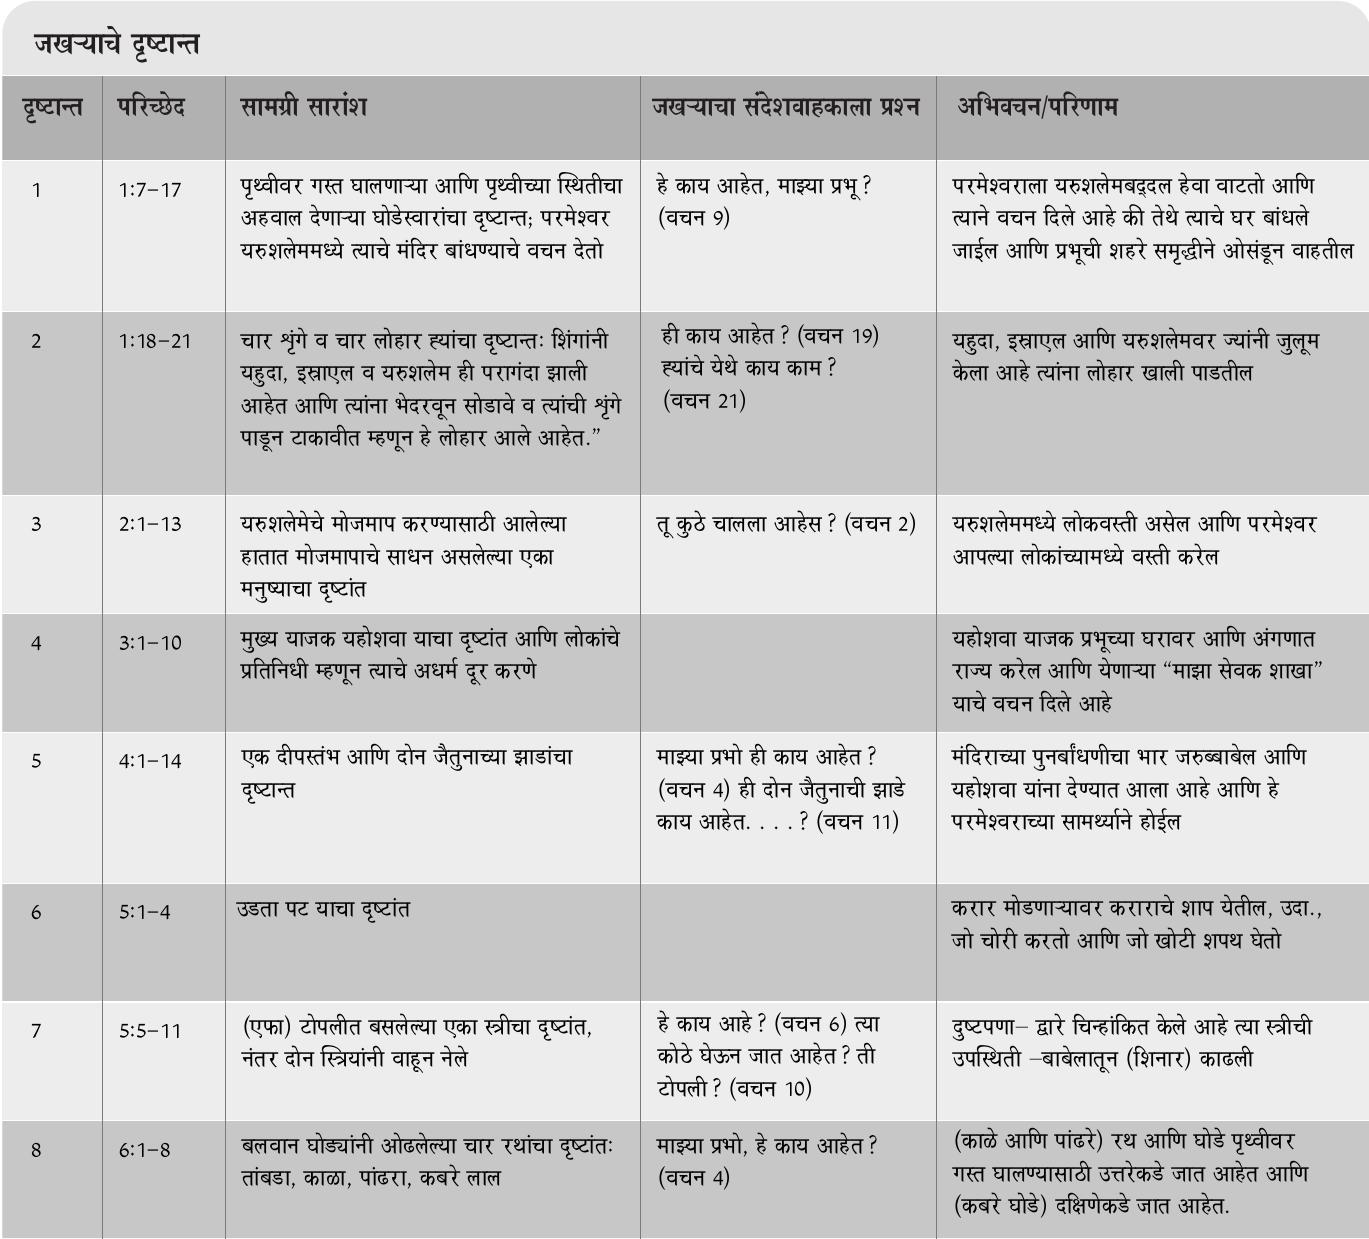 जखऱ्याचे दृष्टान्त
दृष्टान्त परिच्छेद सामग्री सारांश जखऱ्याचा संदेशवाहकाला प्रश्न अभिवचन/परिणाम
1 1:7–17 पृथ्वीवर गस्त घालणाऱ्या आणि पृथ्वीच्या स्थितीचा
अहवाल देणाऱ्या घोडेस्वारांचा दृष्टान्त; परमेश्वर
यरुशलेममध्ये त्याचे मंदिर बांधण्याचे वचन देतो
हे काय आहेत, माझ्या प्रभू?
(वचन 9)
परमेश्वराला यरुशलेमबद्दल हेवा वाटतो आणि
त्याने वचन दिले आहे की तेथे त्याचे घर बांधले
जाईल आणि प्रभूची शहरे समृद्धीने ओसंडून वाहतील
2 1:18–21 चार शृंगे व चार लोहार ह्यांचा दृष्टान्तः शिंगांनी
यहुदा, इस्राएल व यरुशलेम ही परागंदा झाली
आहेत आणि त्यांना भेदरवून सोडावे व त्यांची शृंगे
पाडून टाकावीत म्हणून हे लोहार आले आहेत.”
ही काय आहेत? (वचन 19)
ह्यांचे येथे काय काम?
(वचन 21)
यहुदा, इस्राएल आणि यरुशलेमवर ज्यांनी जुलूम
केला आहे त्यांना लोहार खाली पाडतील
3 2:1–13 यरुशलेमेचे मोजमाप करण्यासाठी आलेल्या
हातात मोजमापाचे साधन असलेल्या एका
मनुष्याचा दृष्टांत
तू कुठे चालला आहेस? (वचन 2)
यरुशलेममध्ये लोकवस्ती असेल आणि परमेश्वर
आपल्या लोकांच्यामध्ये वस्ती करेल
4 3:1–10 मुख्य याजक यहोशवा याचा दृष्टांत आणि लोकांचे
प्रतिनिधी म्हणून त्याचे अधर्म दूर करणे
यहोशवा याजक प्रभूच्या घरावर आणि अंगणात
राज्य करेल आणि येणाऱ्या “माझा सेवक शाखा”
याचे वचन दिले आहे
5 4:1–14 एक दीपस्तंभ आणि दोन जैतुनाच्या झाडांचा
दृष्टान्त
माझ्या प्रभो ही काय आहेत?
(वचन 4) ही दोन जैतुनाची झाडे
काय आहेत. . . . ? (वचन 11)
मंदिराच्या पुनर्बांधणीचा भार जरुब्बाबेल आणि
यहोशवा यांना देण्यात आला आहे आणि हे
परमेश्वराच्या सामर्थ्याने होईल
6 5:1–4 उडता पट याचा दृष्टांत
करार मोडणाऱ्यावर कराराचे शाप येतील, उदा.,
जो चोरी करतो आणि जो खोटी शपथ घेतो
7 5:5–11 (एफा) टोपलीत बसलेल्या एका स्त्रीचा दृष्टांत,
नंतर दोन स्त्रियांनी वाहून नेले
हे काय आहे? (वचन 6) त्या
कोठे घेऊन जात आहेत? ती
टोपली? (वचन 10)
दुष्टपणा– द्वारे चिन्हांकित केले आहे त्या स्त्रीची
उपस्थिती –बाबेलातून (शिनार) काढली
8 6:1–8 बलवान घोड्यांनी ओढलेल्या चार रथांचा दृष्टांतः
तांबडा, काळा, पांढरा, कबरे लाल
माझ्या प्रभो, हे काय आहेत?
(वचन 4)
(काळे आणि पांढरे) रथ आणि घोडे पृथ्वीवर
गस्त घालण्यासाठी उत्तरेकडे जात आहेत आणि
(कबरे घोडे) दक्षिणेकडे जात आहेत.